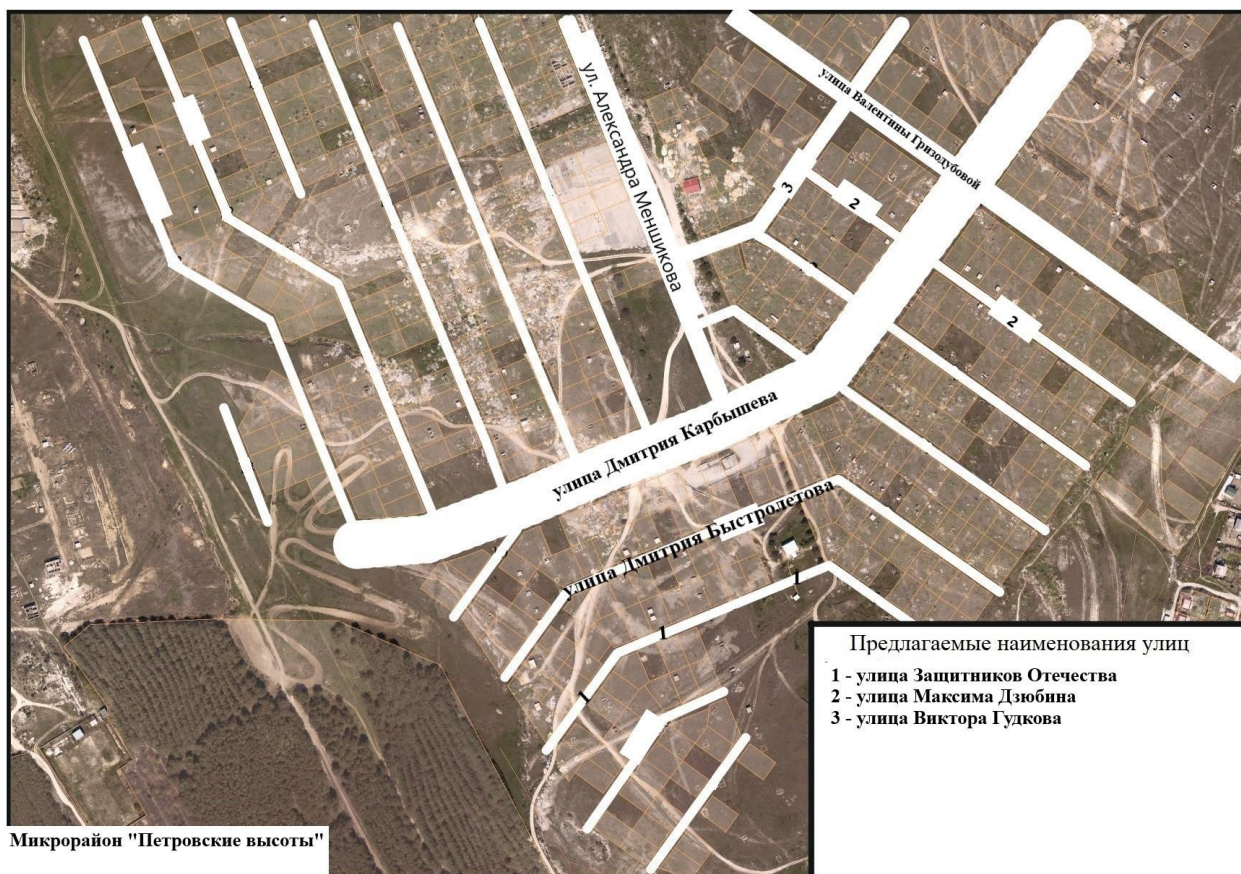 ул. Александра Меншикова
улица Валентины Гризодубовой
3
2
2
улица Дмитрия Карбышева
улица Дмитрия Быстролетова
1
1
1
Предлагаемые наименования улиц
1 - улица Защитников Отечества
2 - улица Максима Дзюбина
3 - улица Виктора Гудкова
Микрорайон "Петровские высоты"